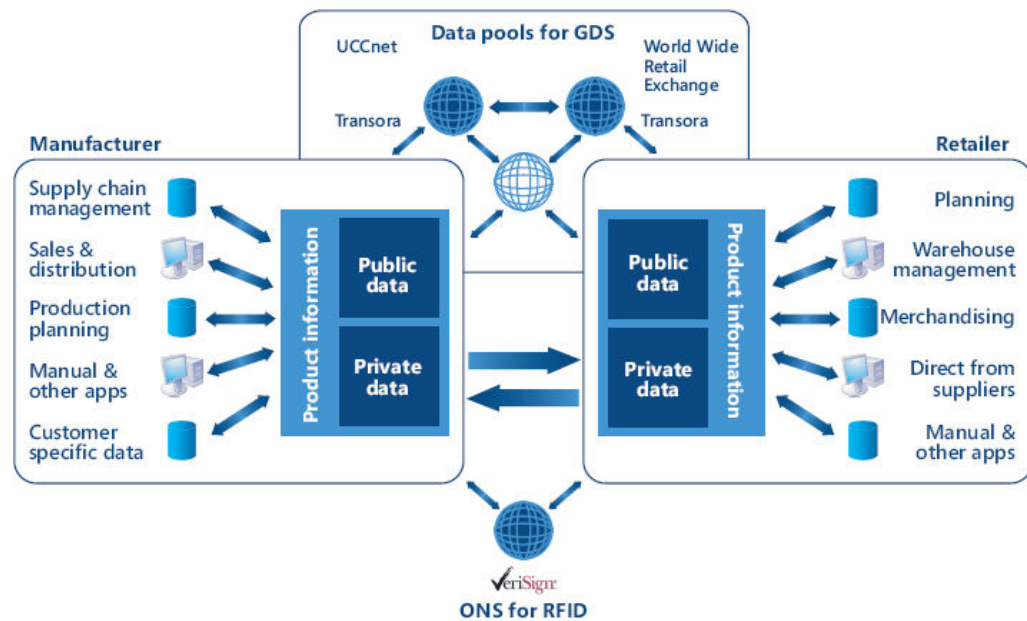 Data pools for GDS
UCCnet
World Wide
Retail
Exchange
Transora
Transora
Manufacturer
Retailer
Supply chain
management
Sales &
distribution
Production
planning
Manual &
other apps
Customer
specific data
Product information
Public
data
Private
data
Public
data
Private
data
Product information
Planning
Warehouse
management
Merchandising
Direct from
suppliers
Manual &
other apps
VeriSign
ONS for RFID